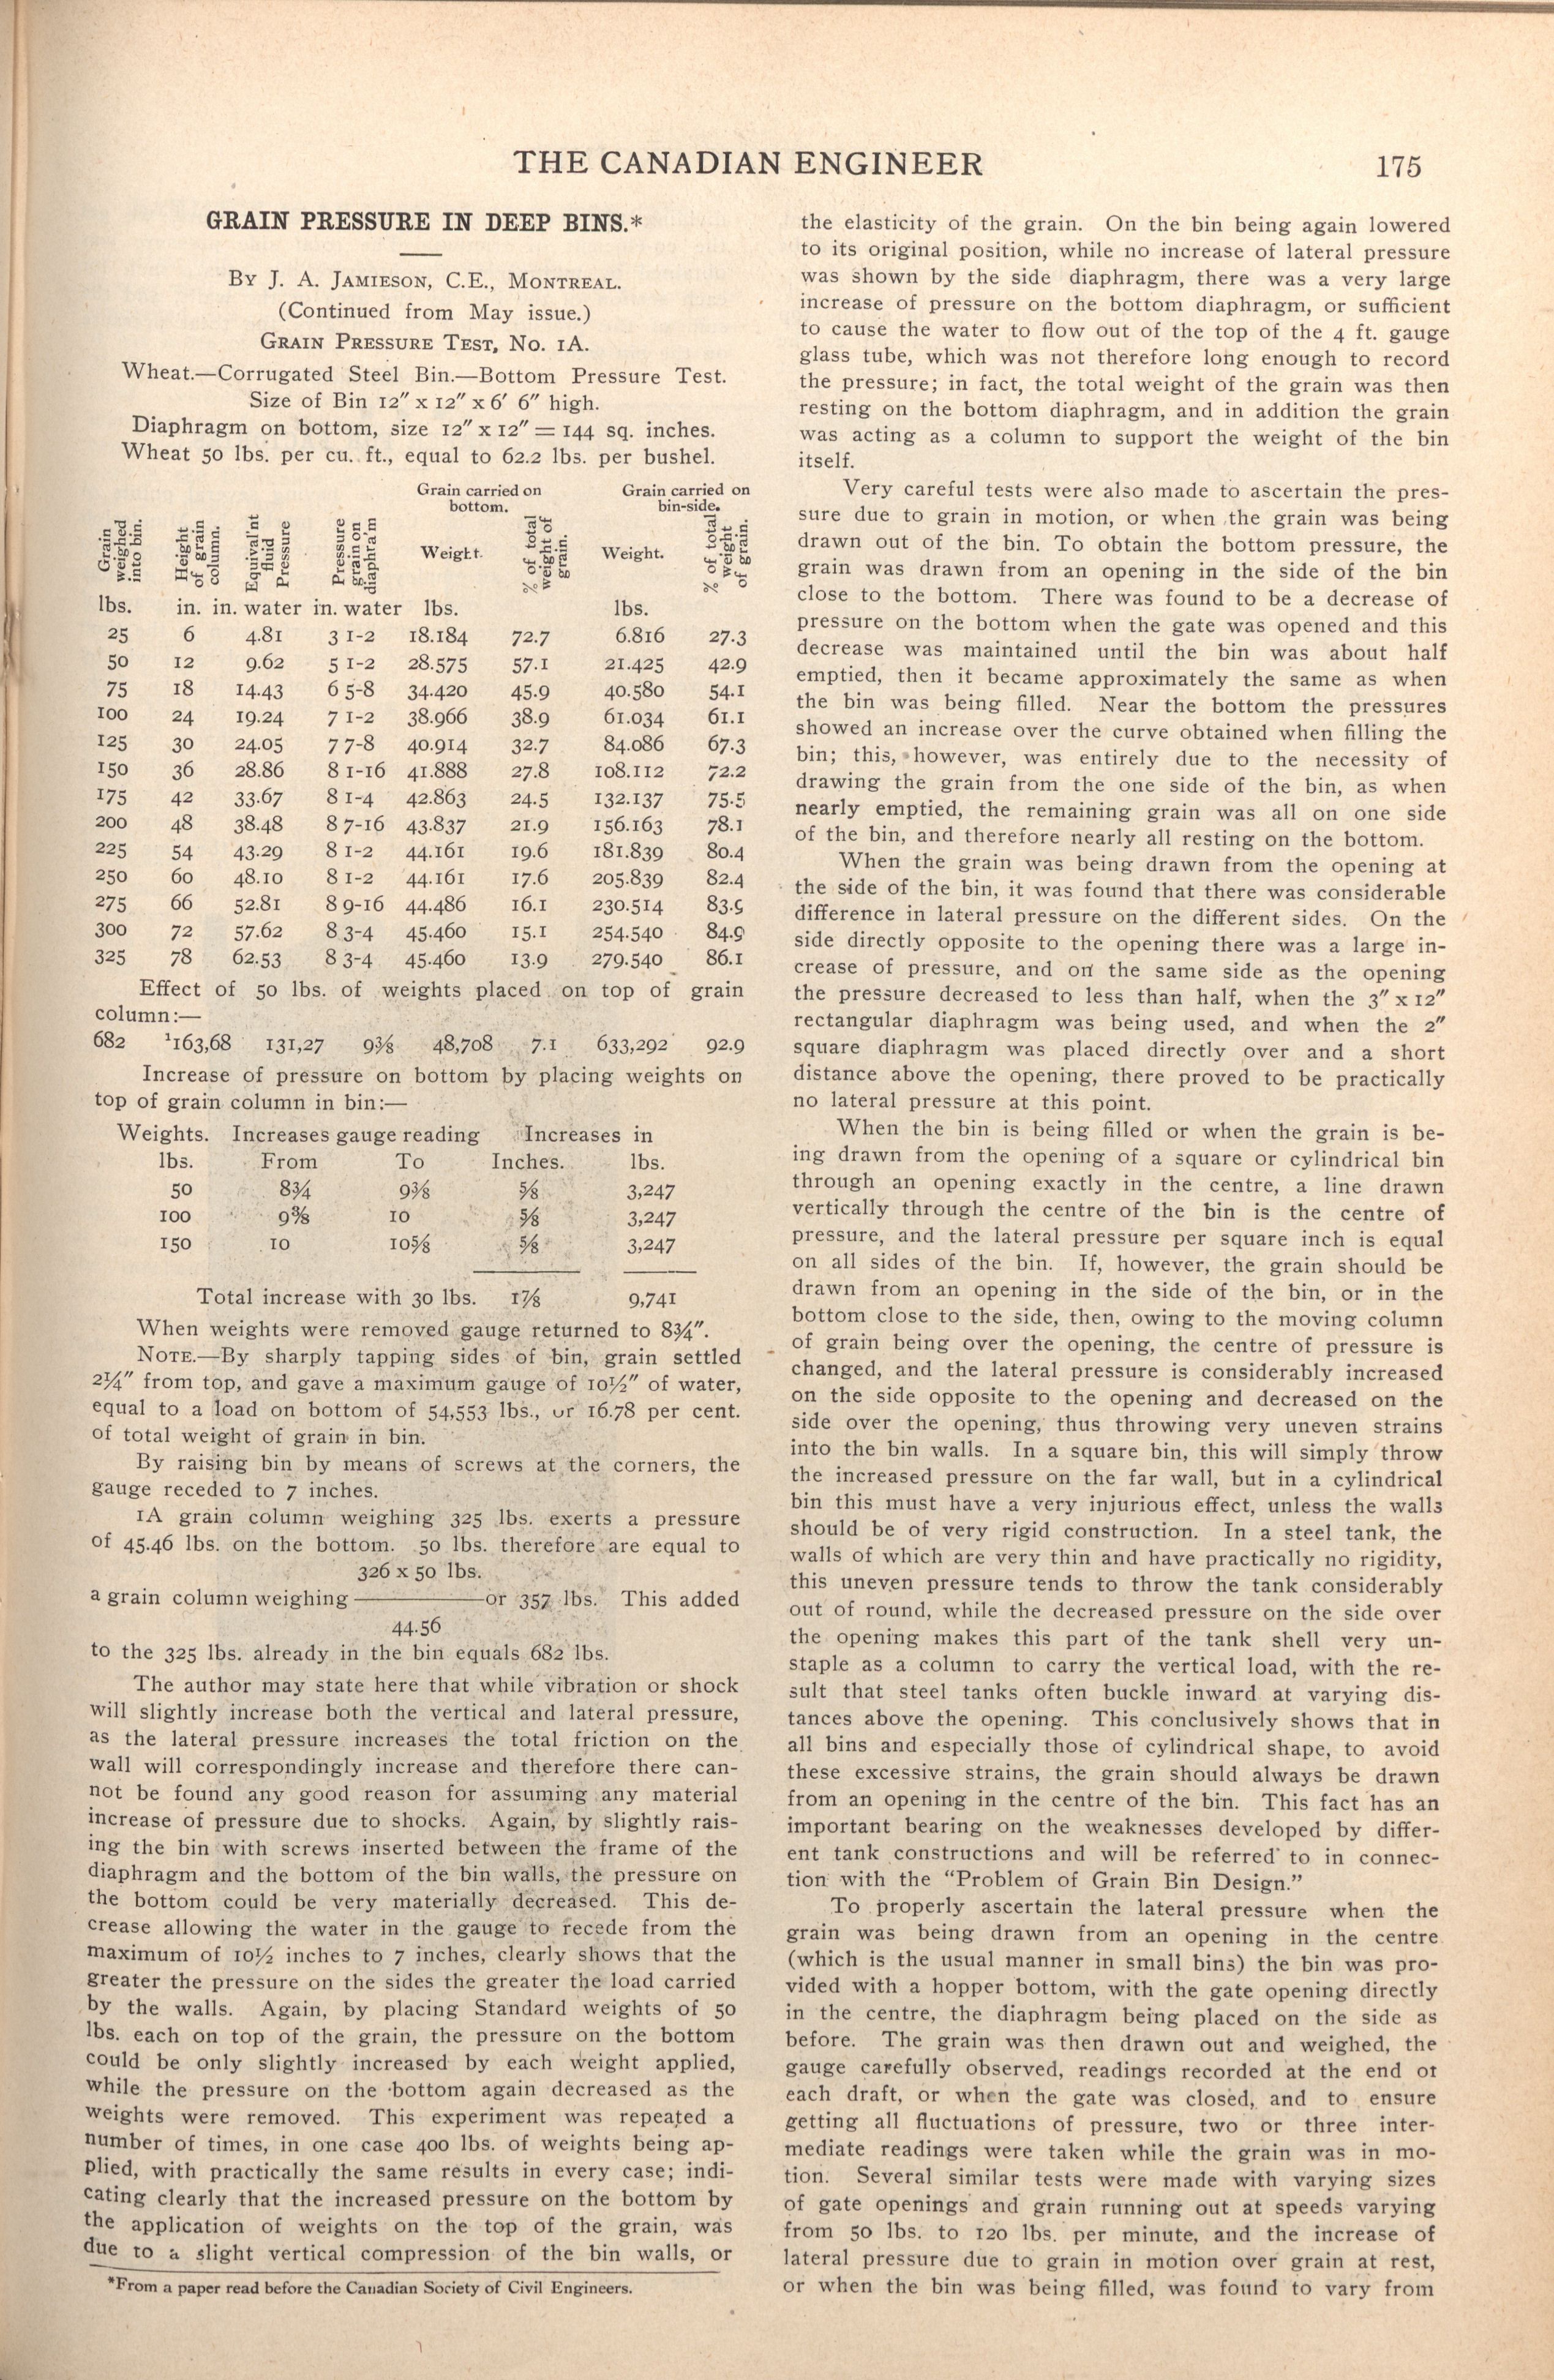 THE CANADIAN ENGINEER 175
GRAIN PRESSURE IN DEEP BINS.*
BY J. A. JAMIESON, C.E., MONTREAL.
(Continued from May issue.)
GRAIN PRESSURE TEST, No. 1A.
Wheat.—Corrugated Steel Bin.—Bottom Pressure Test.
Size of Bin 12″ x 12″ x 6′ 6″ high.
Diaphragm on bottom, size 12″ x 12″ = 144 sq. inches.
Wheat 50 lbs. per cu. ft., equal to 62.2 lbs. per bushel.
Grain carried on bottom. Grain carried on bin-side.
Grain weighed into bin. Height of grain column. Equival'nt fluid Pressure Pressure grain on diaphra'm Weight. % of total weight of grain. Weight. % of total weight of grain.
lbs. in. in. water in. water lbs. lbs.
25 6 4.81 3 1-2 18.184 72.7 6.816 27.3
50 12 9.62 5 1-2 28.575 57.1 21.425 42.9
75 18 14.43 6 5-8 34.420 45.9 40.580 54.1
100 24 19.24 7 1-2 38.966 38.9 61.034 61.1
125 30 24.05 7 7-8 40.914 32.7 84.086 67.3
150 36 28.86 8 1-16 41.888 27.8 108.112 72.2
175 42 33.67 8 1-4 42.863 24.5 132.137 75.5
200 48 38.48 8 7-16 43.837 21.9 156.163 78.1
225 54 43.29 8 1-2 44.161 19.6 181.839 80.4
250 60 48.10 8 1-2 44.161 17.6 205.839 82.4
275 66 52.81 8 9-16 44.486 16.1 230.514 83.9
300 72 57.62 8 3-4 45.460 15.1 254.540 84.9
325 78 62.53 8 3-4 45.460 13.9 279.540 86.1
Effect of 50 lbs. of weights placed on top of grain
column:—
682 ¹163,68 131,27 9⅜ 48,708 7.1 633,292 92.9
Increase of pressure on bottom by placing weights on
top of grain column in bin:—
Weights. Increases gauge reading Increases in
lbs. From To Inches. lbs.
50 8¾ 9⅜ ⅝ 3,247
100 9⅜ 10 ⅝ 3,247
150 10 10⅝ ⅝ 3,247
Total increase with 30 lbs. 1⅞ 9,741
When weights were removed gauge returned to 8¾″.
NOTE.—By sharply tapping sides of bin, grain settled
2¼″ from top, and gave a maximum gauge of 10½″ of water,
equal to a load on bottom of 54,553 lbs., or 16.78 per cent.
of total weight of grain in bin.
By raising bin by means of screws at the corners, the
gauge receded to 7 inches.
1A grain column weighing 325 lbs. exerts a pressure
of 45.46 lbs. on the bottom. 50 lbs. therefore are equal to
326 x 50 lbs.
a grain column weighing ———— or 357 lbs. This added
44.56
to the 325 lbs. already in the bin equals 682 lbs.
The author may state here that while vibration or shock
will slightly increase both the vertical and lateral pressure,
as the lateral pressure increases the total friction on the
wall will correspondingly increase and therefore there can-
not be found any good reason for assuming any material
increase of pressure due to shocks. Again, by slightly rais-
ing the bin with screws inserted between the frame of the
diaphragm and the bottom of the bin walls, the pressure on
the bottom could be very materially decreased. This de-
crease allowing the water in the gauge to recede from the
maximum of 10½ inches to 7 inches, clearly shows that the
greater the pressure on the sides the greater the load carried
by the walls. Again, by placing Standard weights of 50
lbs. each on top of the grain, the pressure on the bottom
could be only slightly increased by each weight applied,
while the pressure on the bottom again decreased as the
weights were removed. This experiment was repeated a
number of times, in one case 400 lbs. of weights being ap-
plied, with practically the same results in every case; indi-
cating clearly that the increased pressure on the bottom by
the application of weights on the top of the grain, was
due to a slight vertical compression of the bin walls, or
*From a paper read before the Canadian Society of Civil Engineers.
the elasticity of the grain. On the bin being again lowered
to its original position, while no increase of lateral pressure
was shown by the side diaphragm, there was a very large
increase of pressure on the bottom diaphragm, or sufficient
to cause the water to flow out of the top of the 4 ft. gauge
glass tube, which was not therefore long enough to record
the pressure; in fact, the total weight of the grain was then
resting on the bottom diaphragm, and in addition the grain
was acting as a column to support the weight of the bin
itself.
Very careful tests were also made to ascertain the pres-
sure due to grain in motion, or when the grain was being
drawn out of the bin. To obtain the bottom pressure, the
grain was drawn from an opening in the side of the bin
close to the bottom. There was found to be a decrease of
pressure on the bottom when the gate was opened and this
decrease was maintained until the bin was about half
emptied, then it became approximately the same as when
the bin was being filled. Near the bottom the pressures
showed an increase over the curve obtained when filling the
bin; this, however, was entirely due to the necessity of
drawing the grain from the one side of the bin, as when
nearly emptied, the remaining grain was all on one side
of the bin, and therefore nearly all resting on the bottom.
When the grain was being drawn from the opening at
the side of the bin, it was found that there was considerable
difference in lateral pressure on the different sides. On the
side directly opposite to the opening there was a large in-
crease of pressure, and on the same side as the opening
the pressure decreased to less than half, when the 3″ x 12″
rectangular diaphragm was being used, and when the 2″
square diaphragm was placed directly over and a short
distance above the opening, there proved to be practically
no lateral pressure at this point.
When the bin is being filled or when the grain is be-
ing drawn from the opening of a square or cylindrical bin
through an opening exactly in the centre, a line drawn
vertically through the centre of the bin is the centre of
pressure, and the lateral pressure per square inch is equal
on all sides of the bin. If, however, the grain should be
drawn from an opening in the side of the bin, or in the
bottom close to the side, then, owing to the moving column
of grain being over the opening, the centre of pressure is
changed, and the lateral pressure is considerably increased
on the side opposite to the opening and decreased on the
side over the opening, thus throwing very uneven strains
into the bin walls. In a square bin, this will simply throw
the increased pressure on the far wall, but in a cylindrical
bin this must have a very injurious effect, unless the walls
should be of very rigid construction. In a steel tank, the
walls of which are very thin and have practically no rigidity,
this uneven pressure tends to throw the tank considerably
out of round, while the decreased pressure on the side over
the opening makes this part of the tank shell very un-
staple as a column to carry the vertical load, with the re-
sult that steel tanks often buckle inward at varying dis-
tances above the opening. This conclusively shows that in
all bins and especially those of cylindrical shape, to avoid
these excessive strains, the grain should always be drawn
from an opening in the centre of the bin. This fact has an
important bearing on the weaknesses developed by differ-
ent tank constructions and will be referred to in connec-
tion with the "Problem of Grain Bin Design."
To properly ascertain the lateral pressure when the
grain was being drawn from an opening in the centre
(which is the usual manner in small bins) the bin was pro-
vided with a hopper bottom, with the gate opening directly
in the centre, the diaphragm being placed on the side as
before. The grain was then drawn out and weighed, the
gauge carefully observed, readings recorded at the end of
each draft, or when the gate was closed, and to ensure
getting all fluctuations of pressure, two or three inter-
mediate readings were taken while the grain was in mo-
tion. Several similar tests were made with varying sizes
of gate openings and grain running out at speeds varying
from 50 lbs. to 120 lbs. per minute, and the increase of
lateral pressure due to grain in motion over grain at rest,
or when the bin was being filled, was found to vary from